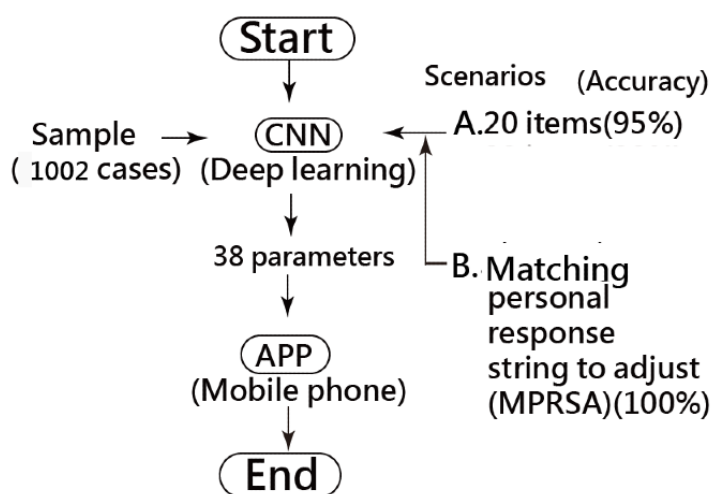 Start
Scenarios (Accuracy)
Sample
( 1002 cases)
CNN
(Deep learning)
A.20 items(95%)
38 parameters
B. Matching
personal
response
string to adjust
(MPRSA)(100%)
APP
(Mobile phone)
End